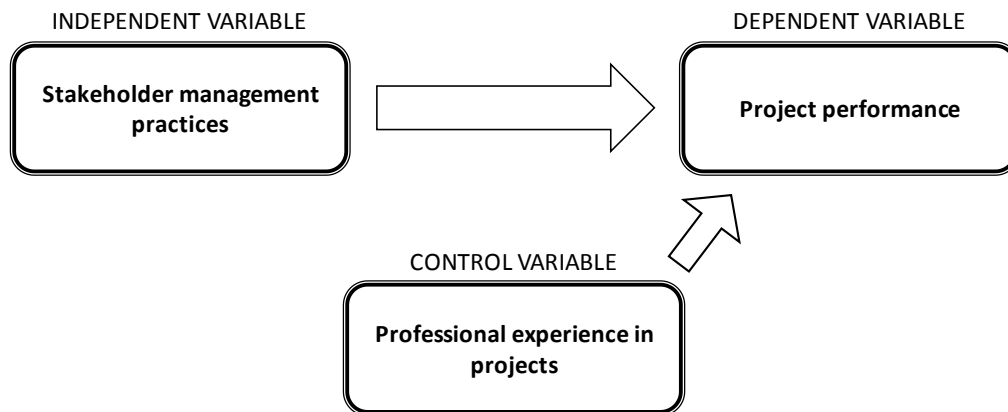 INDEPENDENT VARIABLE
DEPENDENT VARIABLE
Stakeholder management
practices
Project performance
CONTROL VARIABLE
Professional experience in
projects